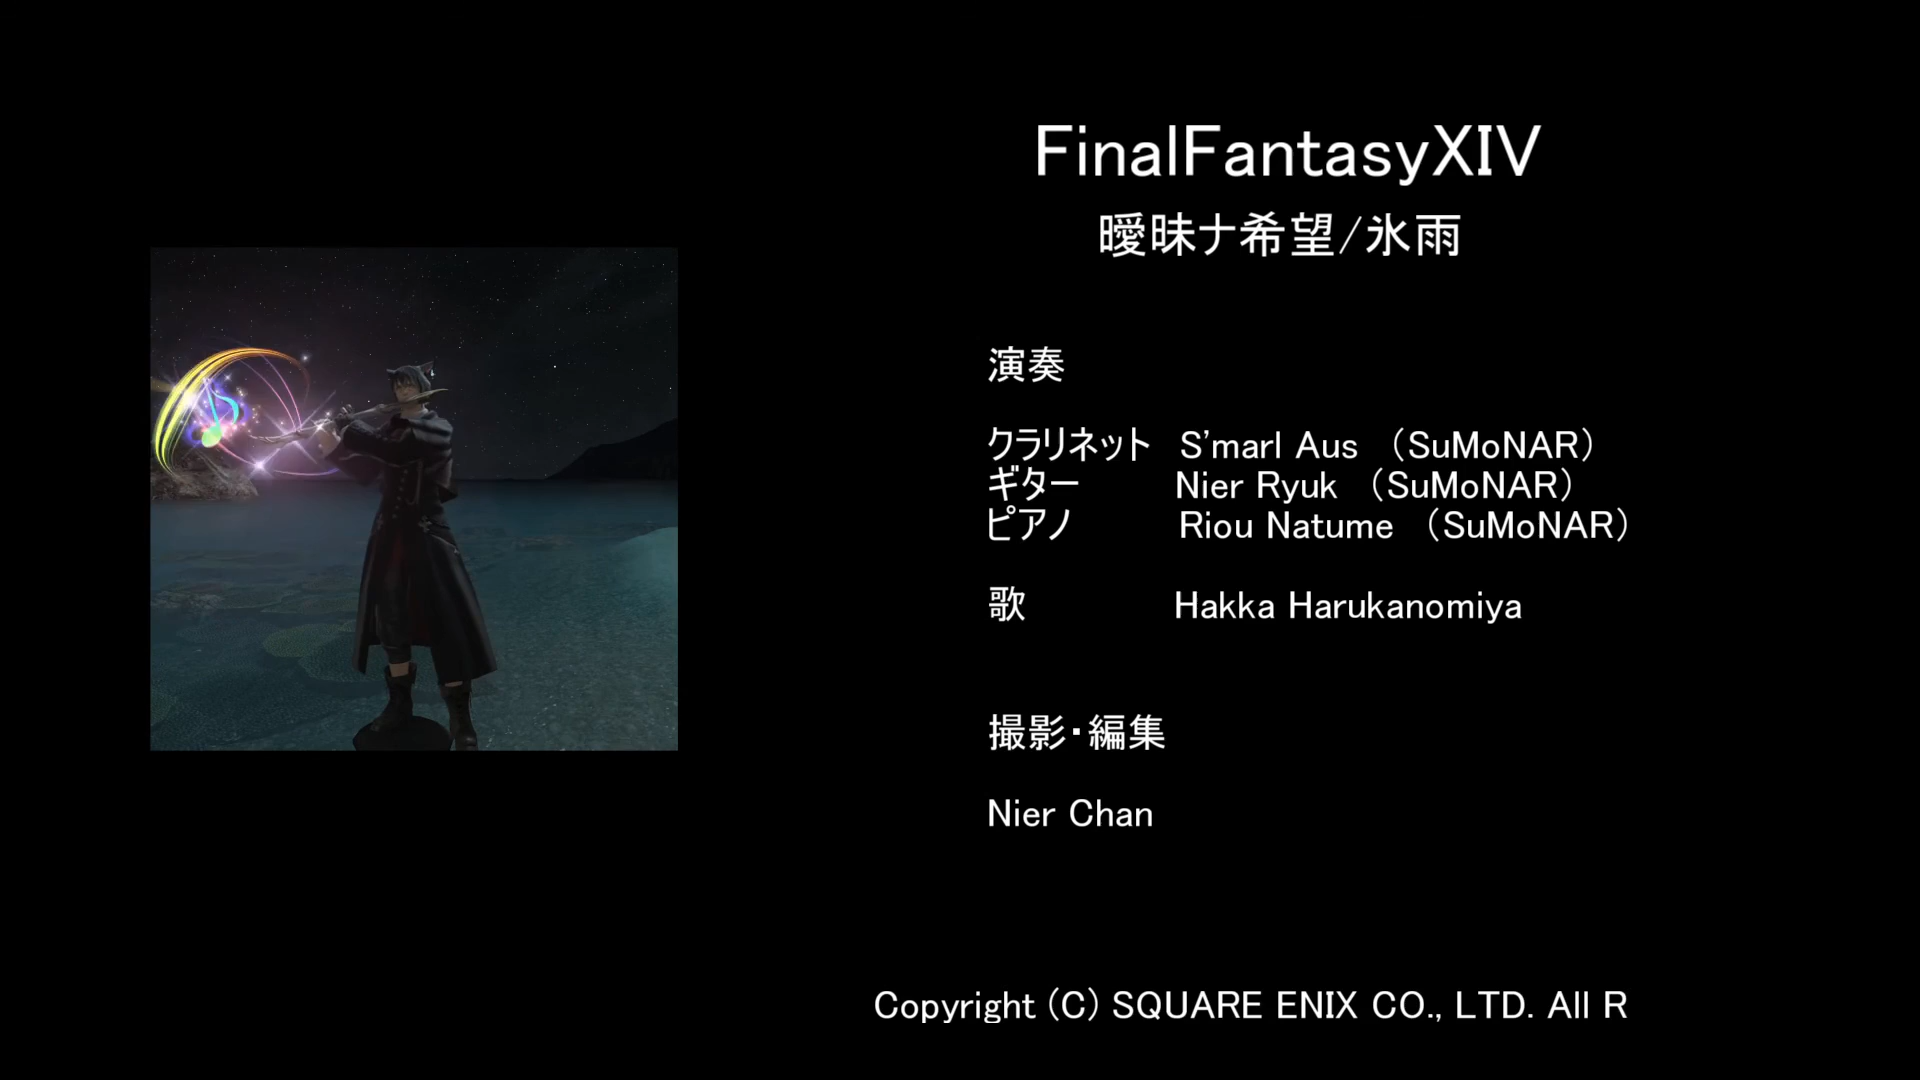 FinalFantasyXIV
曖昧ナ希望/氷雨
演奏
クラリネット S'marl Aus （SuMoNAR）
ギター Nier Ryuk （SuMoNAR）
ピアノ Riou Natume （SuMoNAR）
歌 Hakka Harukanomiya
撮影・編集
Nier Chan
Copyright (C) SQUARE ENIX CO., LTD. All R